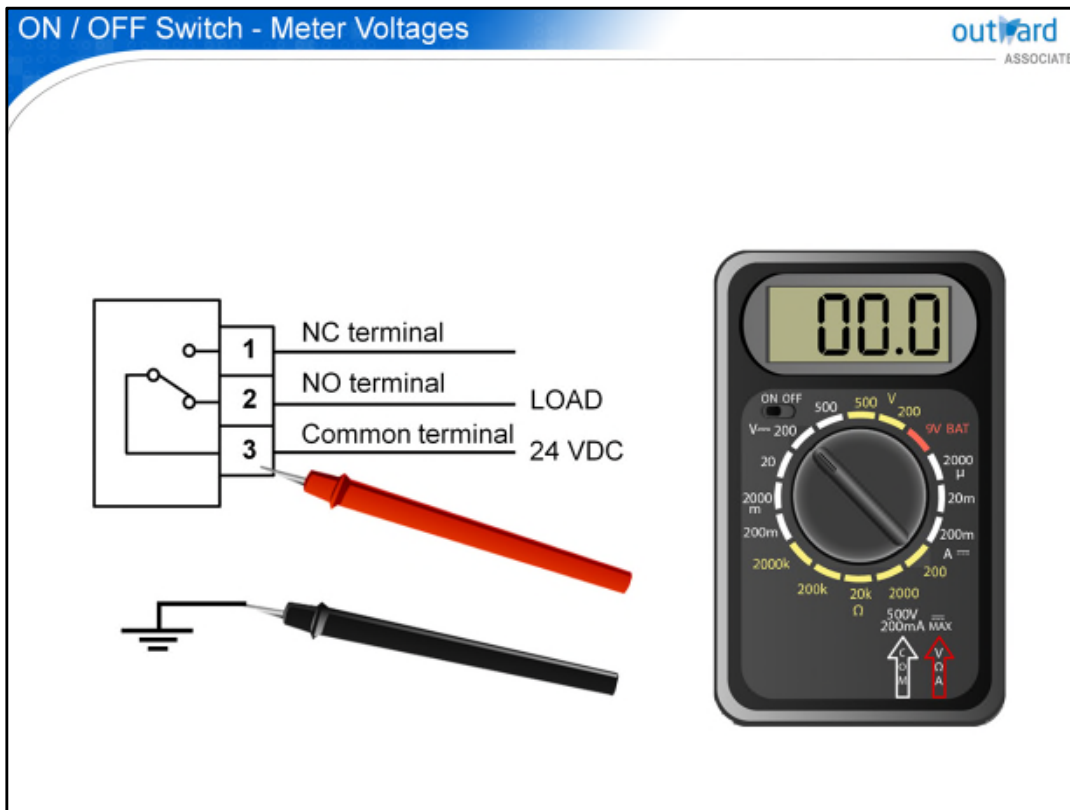 ON / OFF Switch - Meter Voltages
outward
ASSOCIATE
NC terminal
1
NO terminal
2
LOAD
Common terminal
3
24 VDC
00.0
ON OFF
500
500
V
200
9V BAT
V 200
2000
µ
20
20m
2000
m
200m
200m
A
2000k
200
200k
20k
2000
Ω
500V
200mA MAX
COM
VΩA